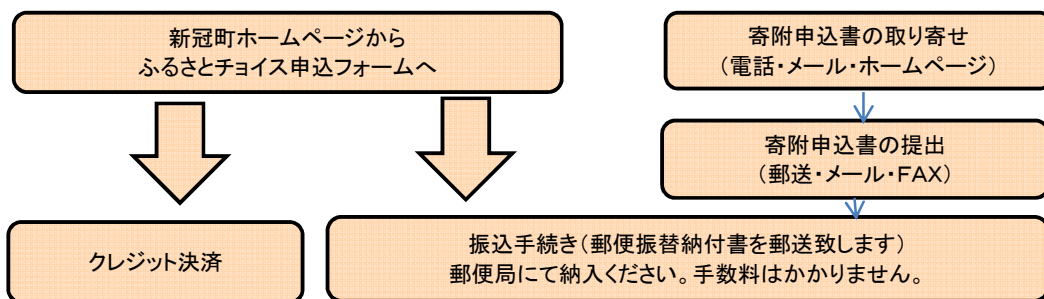 新冠町ホームページから
ふるさとチョイス申込フォームへ
寄附申込書の取り寄せ
（電話・メール・ホームページ）
寄附申込書の提出
（郵送・メール・FAX）
クレジット決済
振込手続き（郵便振替納付書を郵送致します）
郵便局にて納入ください。手数料はかかりません。